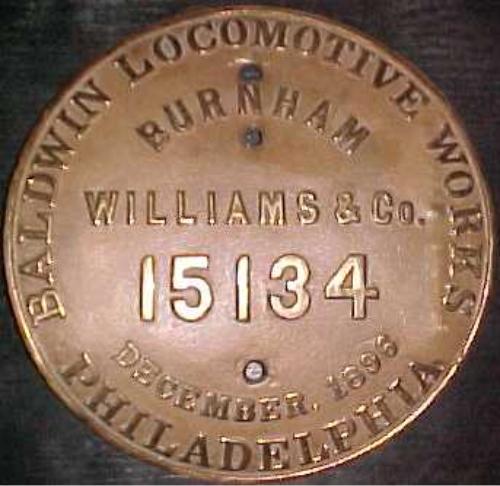 BALDWIN LOCOMOTIVE WORKS
BURNHAM
WILLIAMS & Co.
15134
DECEMBER. 1896
PHILADELPHIA